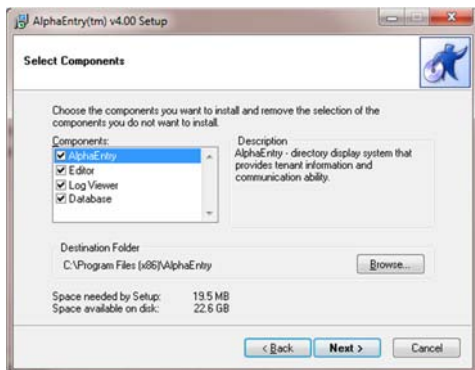 AlphaEntry(tm) v4.00 Setup
Select Components
Choose the components you want to install and remove the selection of the
components you do not want to install.
Components:
AlphaEntry
Editor
Log Viewer
Database
Description
AlphaEntry - directory display system that
provides tenant information and
communication ability.
Destination Folder
C:\Program Files (x86)\AlphaEntry
Browse...
Space needed by Setup: 19.5 MB
Space available on disk: 22.6 GB
< Back Next > Cancel